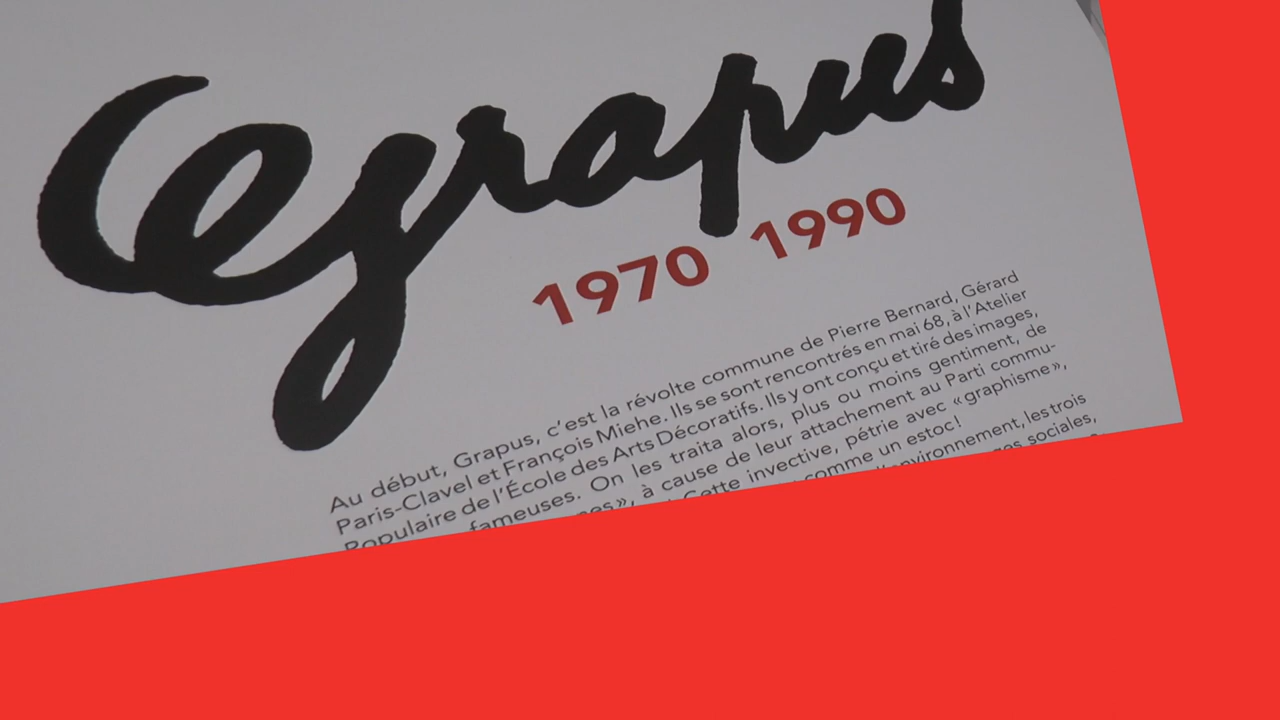 Grapus
1970 1990
Au début, Grapus, c'est la révolte commune de Pierre Bernard, Gérard
Paris-Clavel et François Miehe. Ils se sont rencontrés en mai 68, à l'Atelier
Populaire de l'École des Arts Décoratifs. Ils y ont conçu et tiré des images,
fameuses. On les traita alors, plus ou moins gentiment, de
», à cause de leur attachement au Parti commu-
Cette invective, pétrie avec «graphisme»,
comme un estoc!
l'environnement, les trois
sociales,